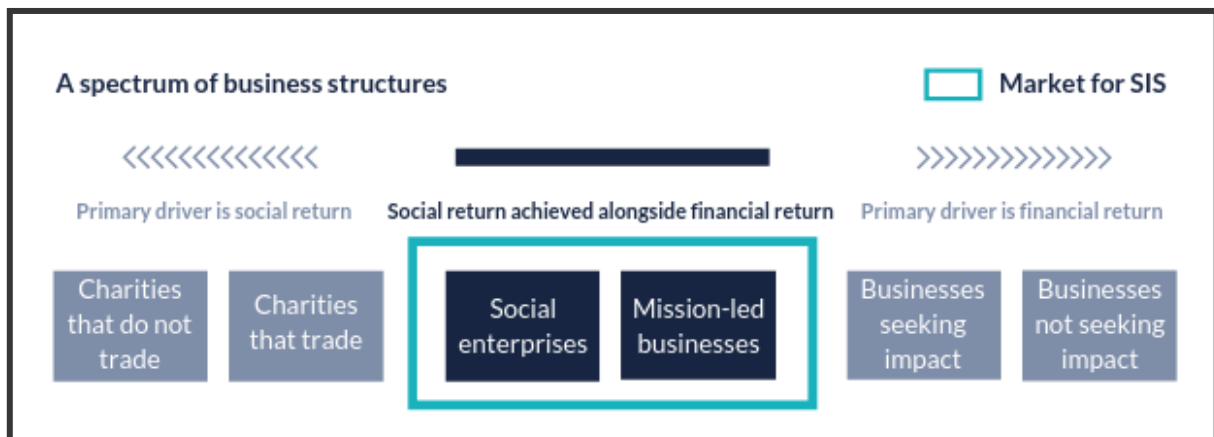 A spectrum of business structures
Market for SIS
Primary driver is social return
Social return achieved alongside financial return
Primary driver is financial return
Charities
that do not
trade
Charities
that trade
Social
enterprises
Mission-led
businesses
Businesses
seeking
impact
Businesses
not seeking
impact